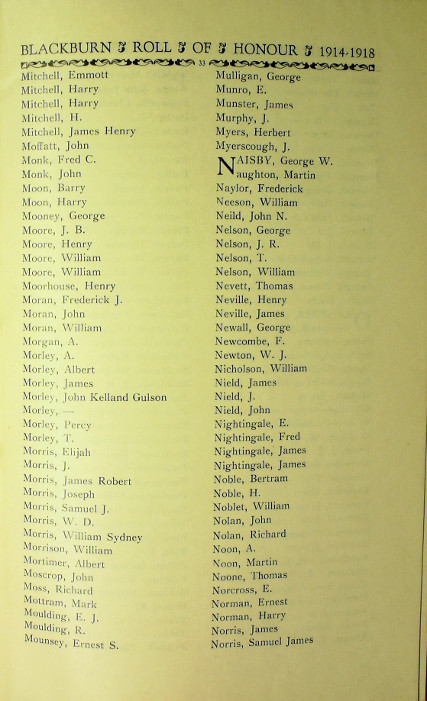 BLACKBURN ROLL OF HONOUR 1914-1918
33
Mitchell, Emmott
Mitchell, Harry
Mitchell, Harry
Mitchell, H.
Mitchell, James Henry
Moffatt, John
Monk, Fred C.
Monk, John
Moon, Barry
Moon, Harry
Mooney, George
Moore, J. B.
Moore, Henry
Moore, William
Moore, William
Moorhouse, Henry
Moran, Frederick J.
Moran, John
Moran, William
Morgan, A.
Morley, A.
Morley, Albert
Morley, James
Morley, John Kelland Gulson
Morley, —
Morley, Percy
Morley, T.
Morris, Elijah
Morris, J.
Morris, James Robert
Morris, Joseph
Morris, Samuel J.
Morris, W. D.
Morris, William Sydney
Morrison, William
Mortimer, Albert
Moscrop, John
Moss, Richard
Mottram, Mark
Moulding, E. J.
Moulding, R.
Mounsey, Ernest S.
Mulligan, George
Munro, E.
Munster, James
Murphy, J.
Myers, Herbert
Myerscough, J.
NAISBY, George W.
Naughton, Martin
Naylor, Frederick
Neeson, William
Neild, John N.
Nelson, George
Nelson, J. R.
Nelson, T.
Nelson, William
Nevett, Thomas
Neville, Henry
Neville, James
Newall, George
Newcombe, F.
Newton, W. J.
Nicholson, William
Nield, James
Nield, J.
Nield, John
Nightingale, E.
Nightingale, Fred
Nightingale, James
Nightingale, James
Noble, Bertram
Noble, H.
Noblet, William
Nolan, John
Nolan, Richard
Noon, A.
Noon, Martin
Noone, Thomas
Norcross, E.
Norman, Ernest
Norman, Harry
Norris, James
Norris, Samuel James